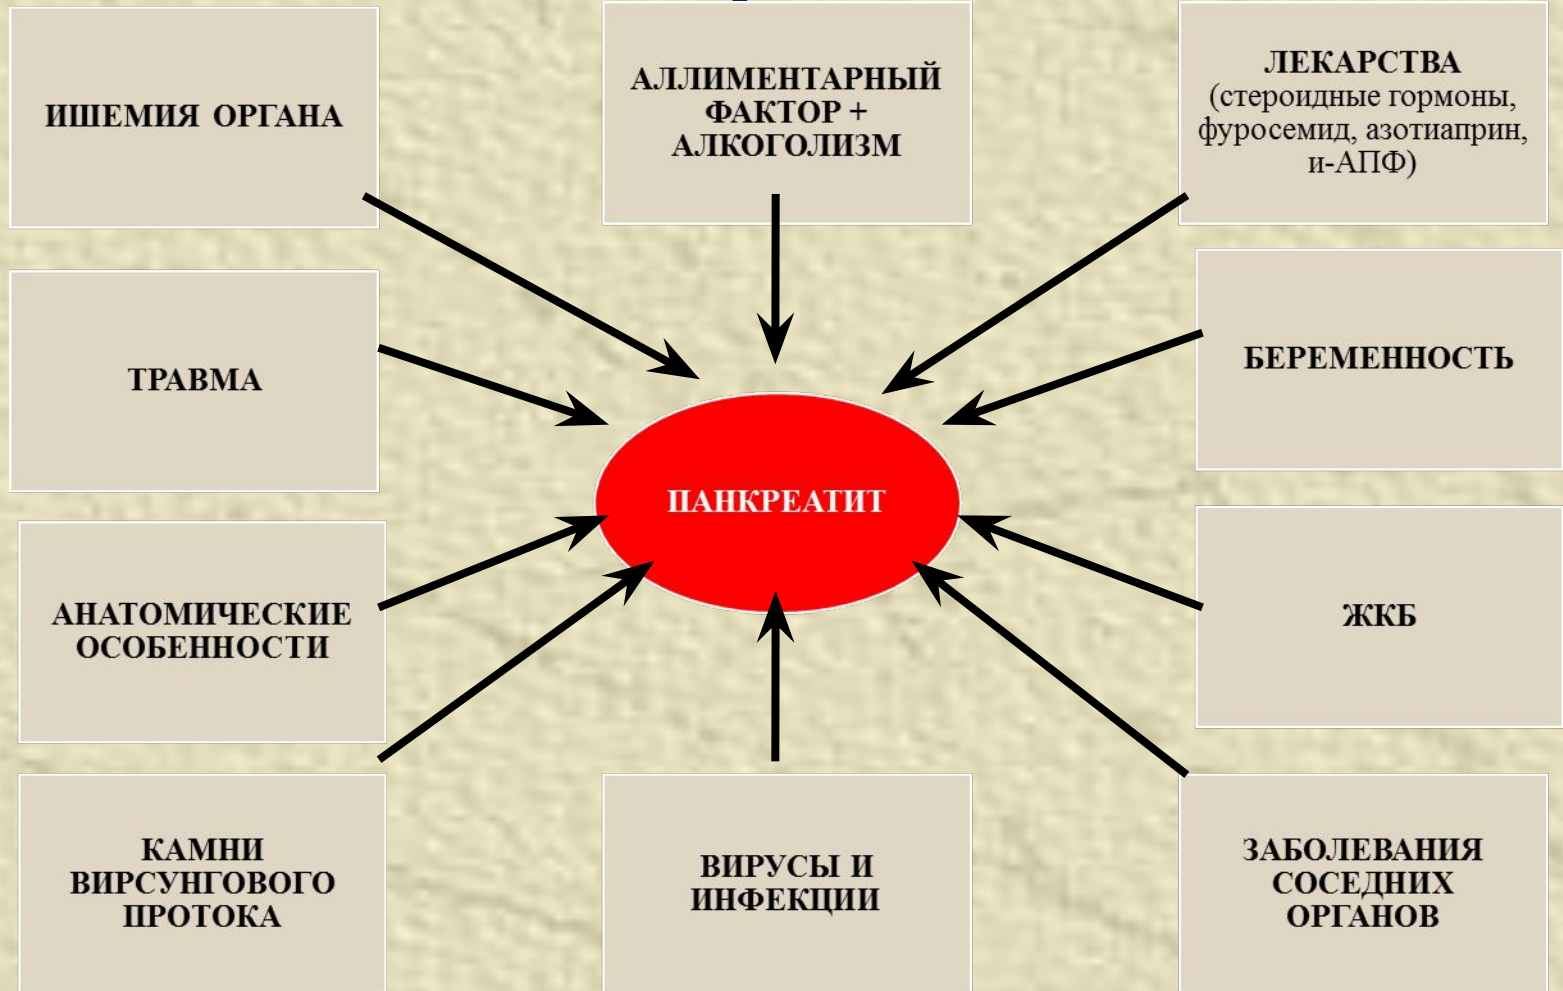 ИШЕМИЯ ОРГАНА
АЛЛИМЕНТАРНЫЙ
ФАКТОР +
АЛКОГОЛИЗМ
ЛЕКАРСТВА
(стероидные гормоны,
фуросемид, азотиаприн,
и-АПФ)
ТРАВМА
БЕРЕМЕННОСТЬ
ПАНКРЕАТИТ
АНАТОМИЧЕСКИЕ
ОСОБЕННОСТИ
ЖКБ
КАМНИ
ВИРСУНГОВОГО
ПРОТОКА
ВИРУСЫ И
ИНФЕКЦИИ
ЗАБОЛЕВАНИЯ
СОСЕДНИХ
ОРГАНОВ